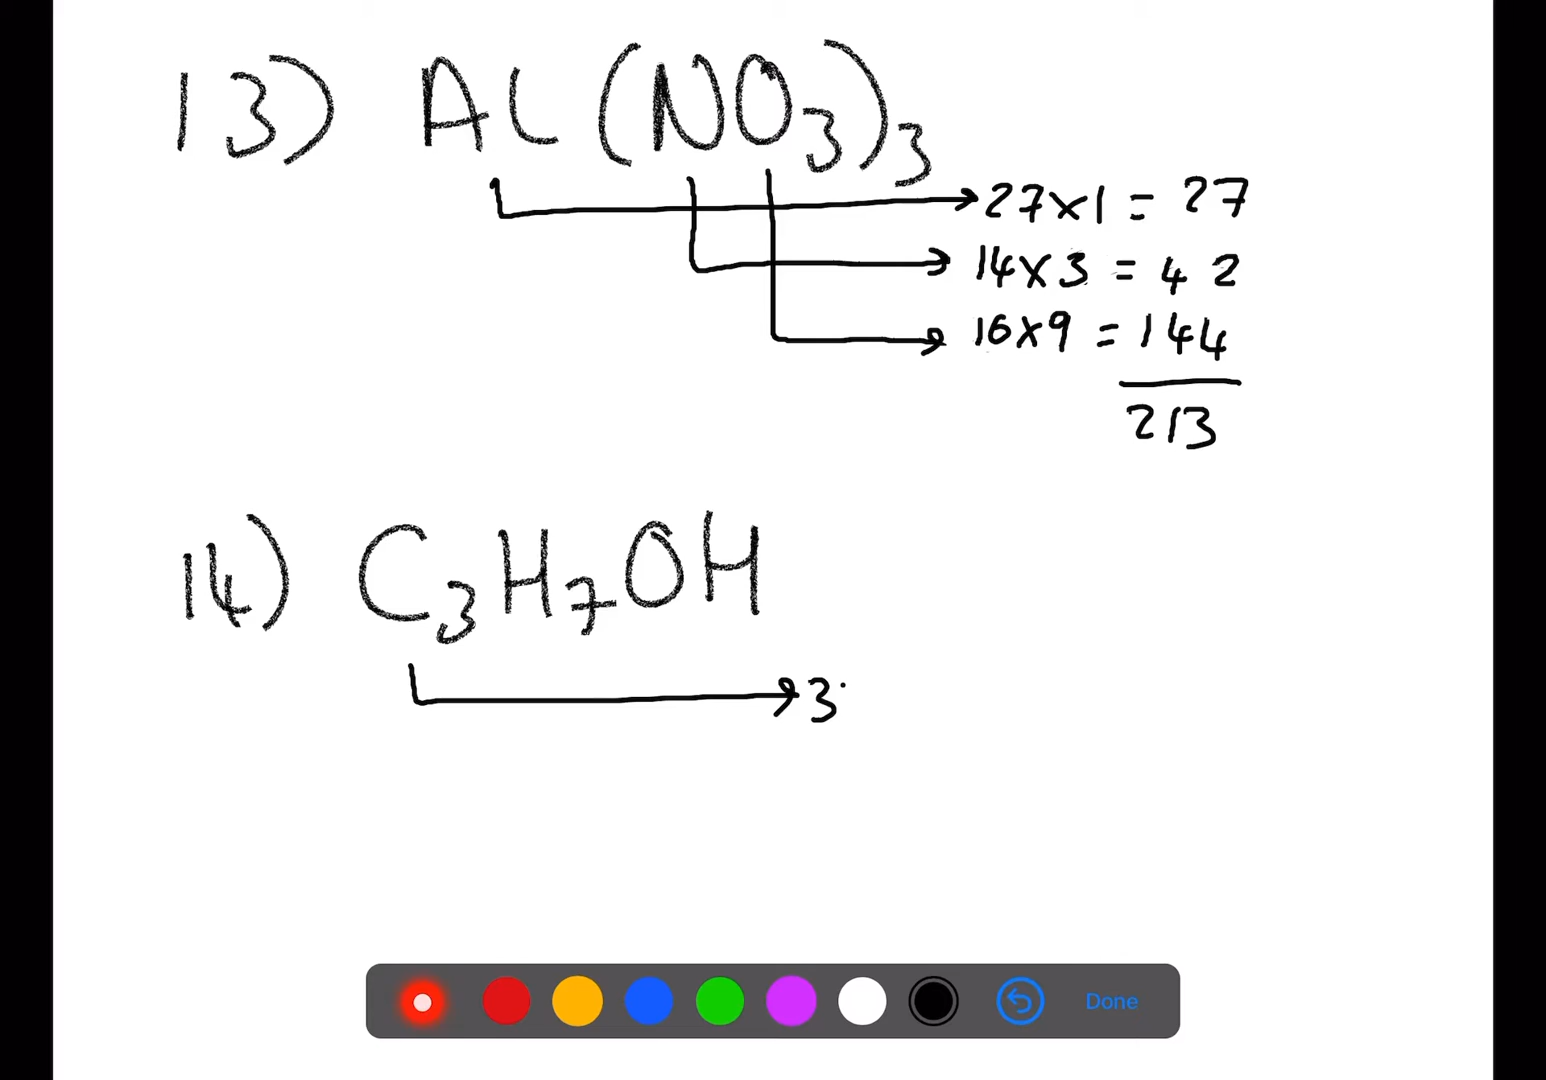 13) Al(NO3)3
27x1 = 27
14x3 = 42
16x9 = 144
213
14) C3H7OH
3
Done